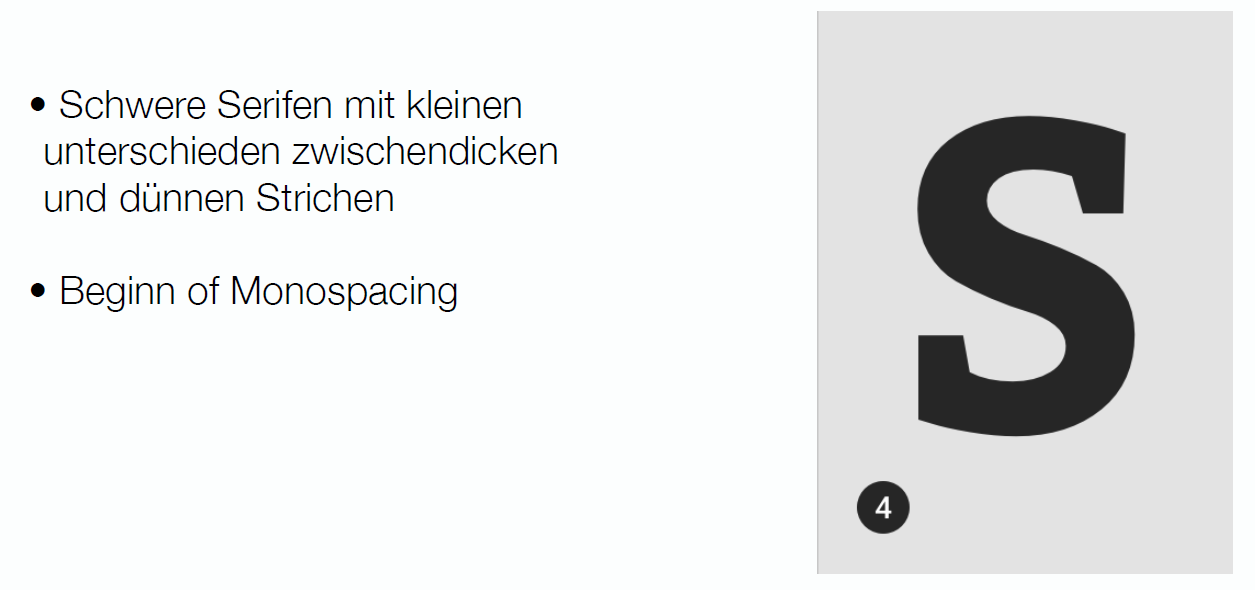 • Schwere Serifen mit kleinen
unterschieden zwischendicken
und dünnen Strichen
• Beginn of Monospacing
S
4